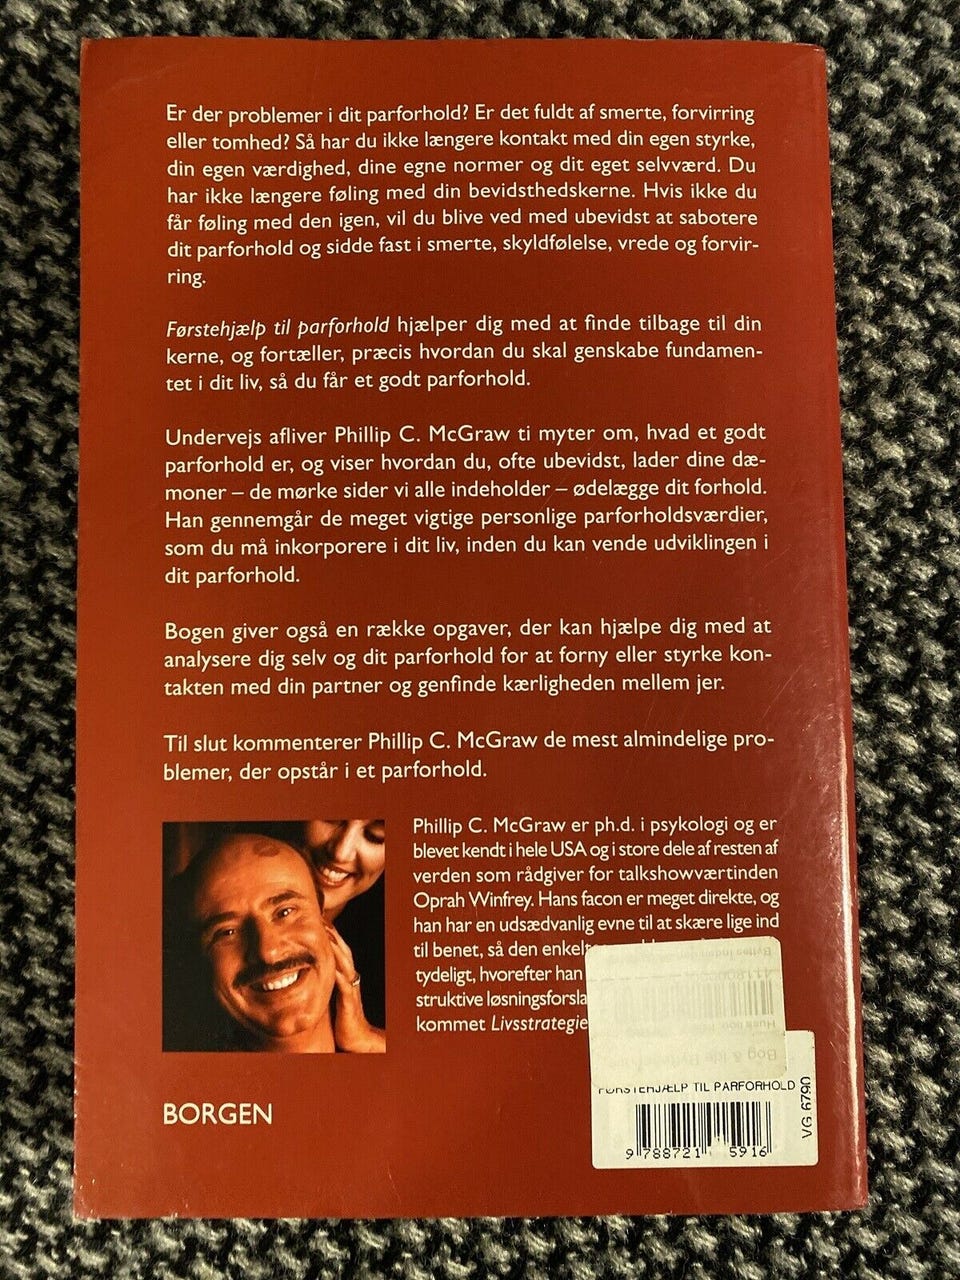 Er der problemer i dit parforhold? Er det fuldt af smerte, forvirring
eller tomhed? Så har du ikke længere kontakt med din egen styrke,
din egen værdighed, dine egne normer og dit eget selvværd. Du
har ikke længere føling med din bevidsthedskerne. Hvis ikke du
får føling med den igen, vil du blive ved med ubevidst at sabotere
dit parforhold og sidde fast i smerte, skyldfølelse, vrede og forvir-
ring.
Førstehjælp til parforhold hjælper dig med at finde tilbage til din
kerne, og fortæller, præcis hvordan du skal genskabe fundamen-
tet i dit liv, så du får et godt parforhold.
Undervejs afliver Phillip C. McGraw ti myter om, hvad et godt
parforhold er, og viser hvordan du, ofte ubevidst, lader dine dæ-
moner – de mørke sider vi alle indeholder – ødelægge dit forhold.
Han gennemgår de meget vigtige personlige parforholdsværdier,
som du må inkorporere i dit liv, inden du kan vende udviklingen i
dit parforhold.
Bogen giver også en række opgaver, der kan hjælpe dig med at
analysere dig selv og dit parforhold for at forny eller styrke kon-
takten med din partner og genfinde kærligheden mellem jer.
Til slut kommenterer Phillip C. McGraw de mest almindelige pro-
blemer, der opstår i et parforhold.
Phillip C. McGraw er ph.d. i psykologi og er
blevet kendt i hele USA og i store dele af resten af
verden som rådgiver for talkshowværtinden
Oprah Winfrey. Hans facon er meget direkte, og
han har en udsædvanlig evne til at skære lige ind
til benet, så den enkelte
tydeligt, hvorefter han
struktive løsningsforsla
kommet Livsstrategie
BORGEN
Bog & ide
FØRSTEHJÆLP TIL PARFORHOLD
VG 6790
9 788721 5916